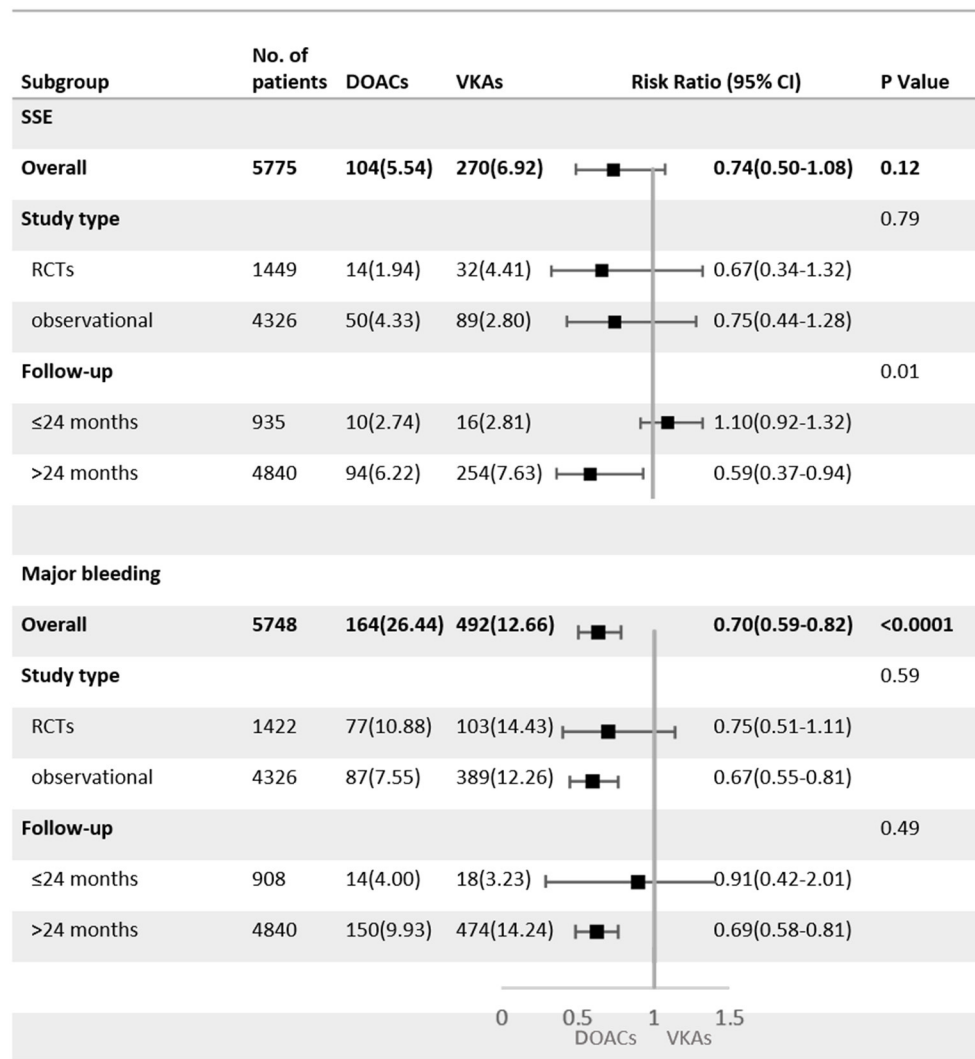 No. of
Subgroup patients DOACs VKAs Risk Ratio (95% CI) P Value
SSE
Overall 5775 104(5.54) 270(6.92) 0.74(0.50-1.08) 0.12
Study type 0.79
RCTs 1449 14(1.94) 32(4.41) 0.67(0.34-1.32)
observational 4326 50(4.33) 89(2.80) 0.75(0.44-1.28)
Follow-up 0.01
≤24 months 935 10(2.74) 16(2.81) 1.10(0.92-1.32)
>24 months 4840 94(6.22) 254(7.63) 0.59(0.37-0.94)
Major bleeding
Overall 5748 164(26.44) 492(12.66) 0.70(0.59-0.82) <0.0001
Study type 0.59
RCTs 1422 77(10.88) 103(14.43) 0.75(0.51-1.11)
observational 4326 87(7.55) 389(12.26) 0.67(0.55-0.81)
Follow-up 0.49
≤24 months 908 14(4.00) 18(3.23) 0.91(0.42-2.01)
>24 months 4840 150(9.93) 474(14.24) 0.69(0.58-0.81)
0 0.5 1 1.5
DOACs VKAs